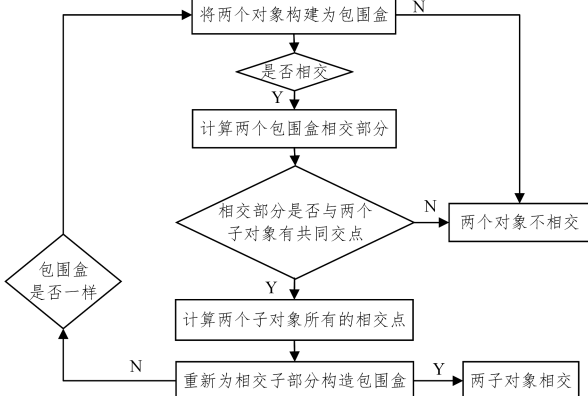 将两个对象构建为包围盒
N
是否相交
Y
计算两个包围盒相交部分
相交部分是否与两个
子对象有共同交点
N
两个对象不相交
包围盒
是否一样
Y
计算两个子对象所有的相交点
N
重新为相交子部分构造包围盒
Y
两子对象相交